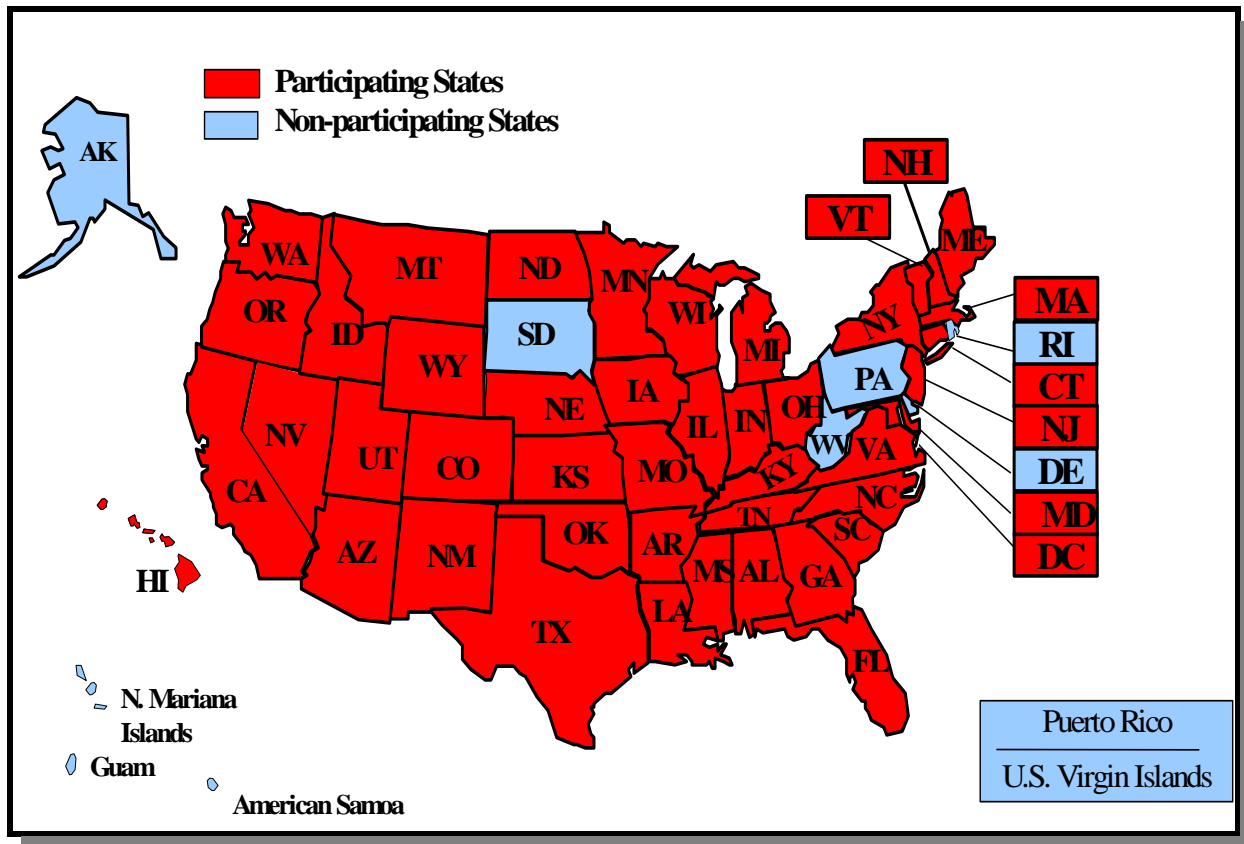 Participating States
Non-participating States
AK
NH
VT
ME
WA
MT
ND
MN
OR
ID
SD
WI
NY
MI
MA
RI
CT
NJ
DE
MD
DC
WY
PA
IA
NE
OH
NV
IL
IN
UT
CO
WV
VA
KS
MO
KY
CA
NC
TN
OK
SC
AZ
NM
AR
MS
AL
GA
HI
LA
TX
FL
N. Mariana
Islands
Guam
American Samoa
Puerto Rico
U.S. Virgin Islands